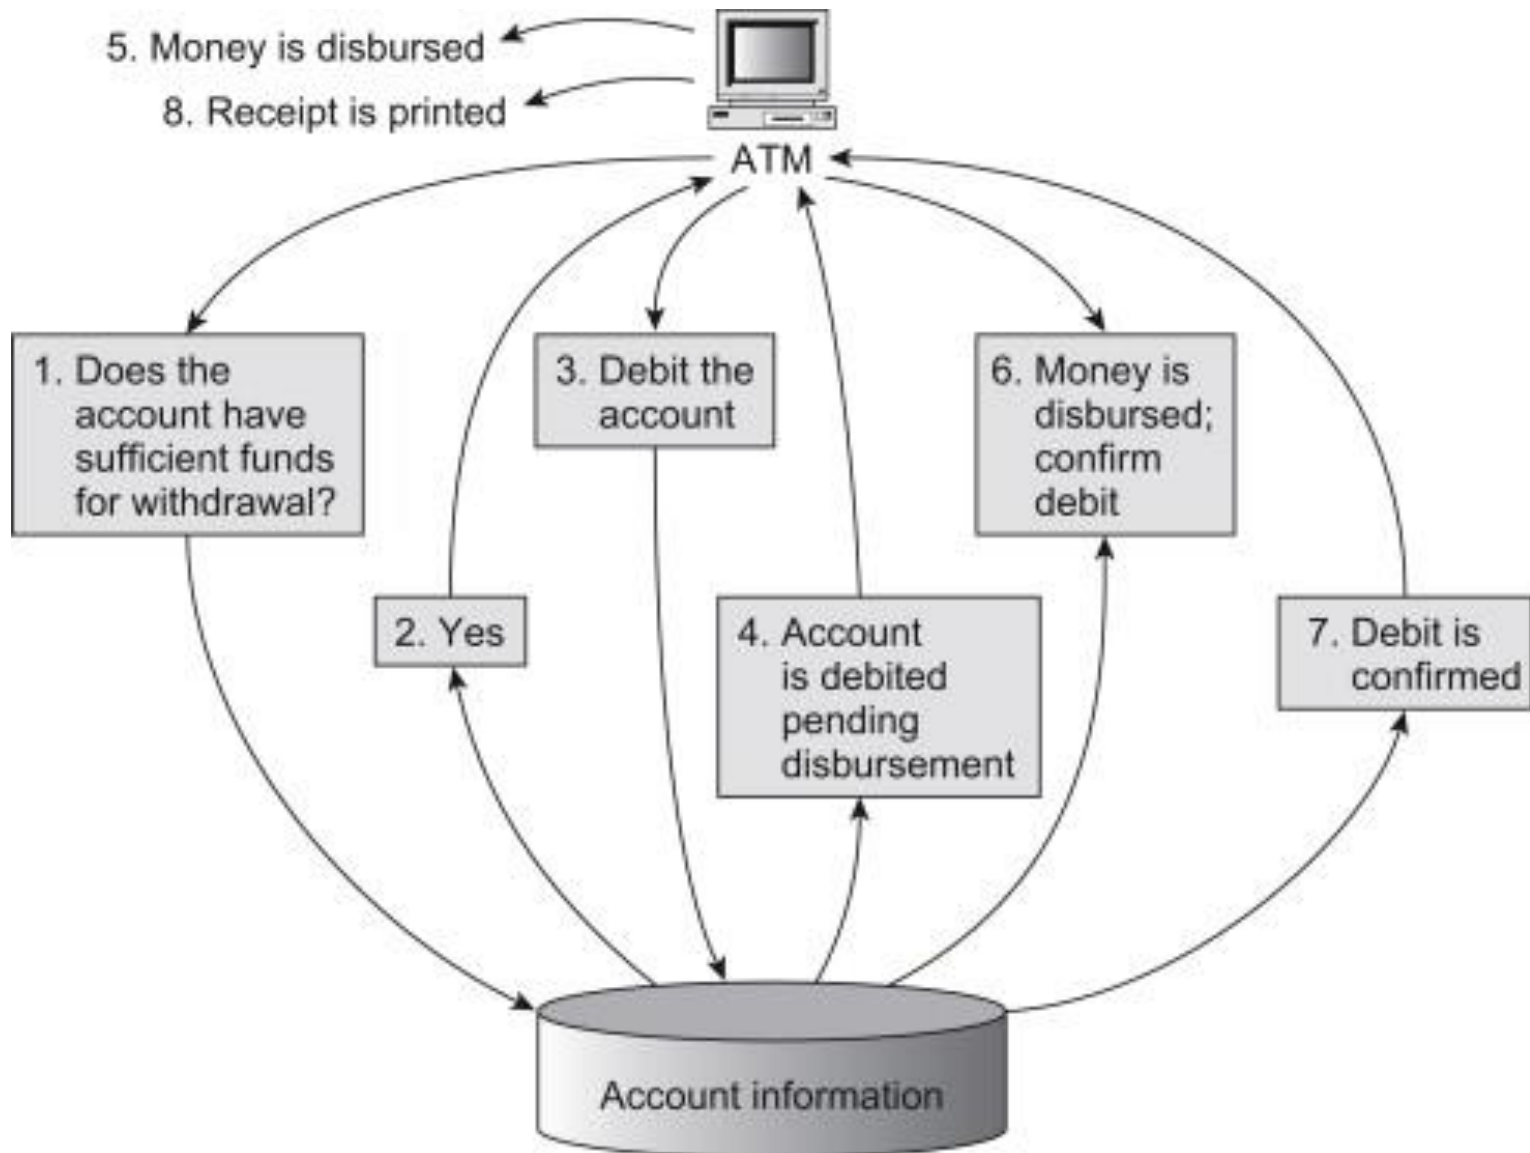 5. Money is disbursed
8. Receipt is printed
ATM
1. Does the
account have
sufficient funds
for withdrawal?
2. Yes
3. Debit the
account
4. Account
is debited
pending
disbursement
6. Money is
disbursed;
confirm
debit
7. Debit is
confirmed
Account information